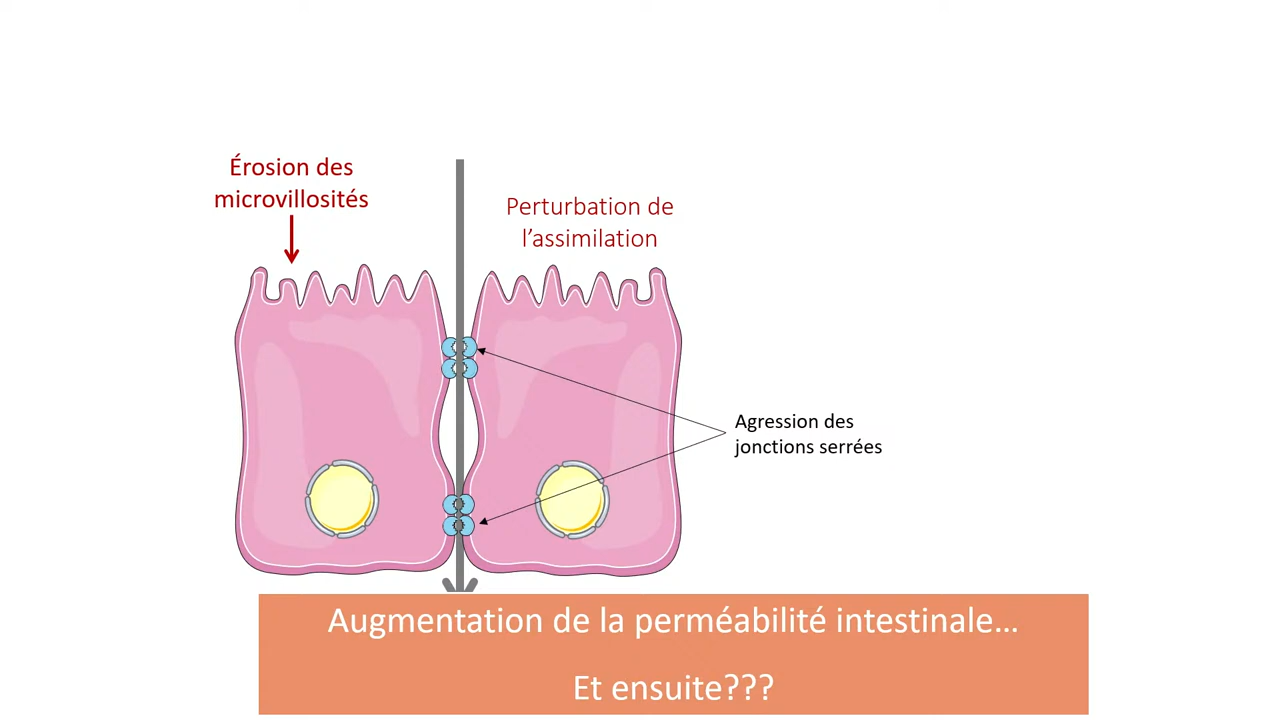 Érosion des
microvillosités
Perturbation de
l’assimilation
Agression des
jonctions serrées
Augmentation de la perméabilité intestinale…
Et ensuite???